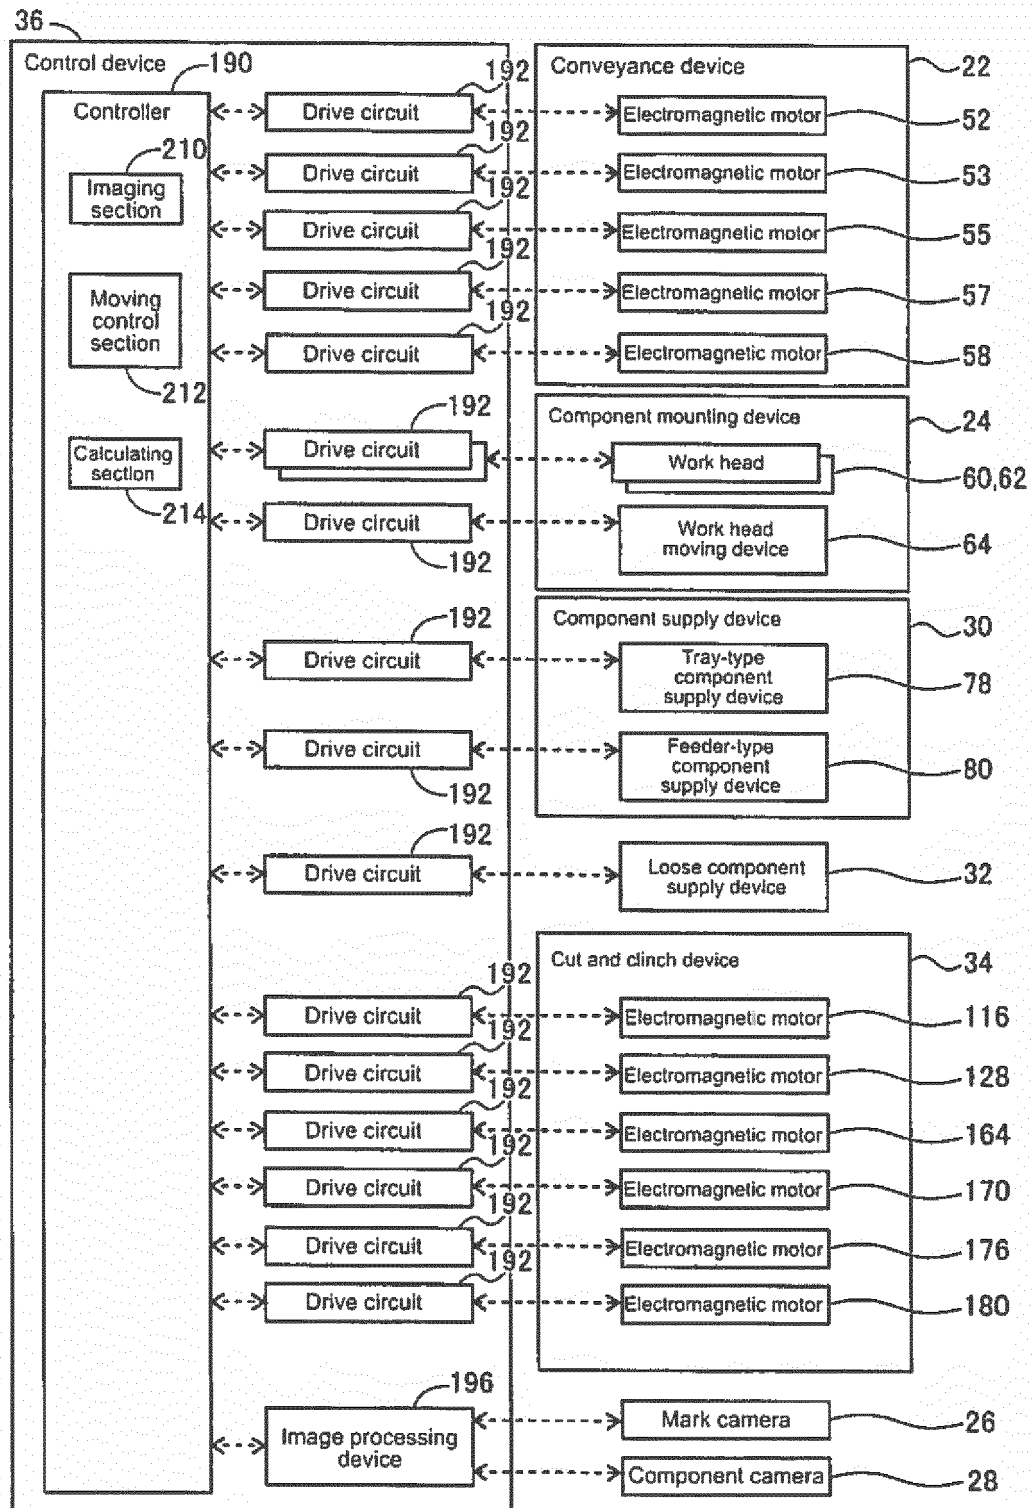 36
Control device
190
Controller
210
Imaging
section
Moving
control
section
212
Calculating
section
214
192
Drive circuit
192
Drive circuit
192
Drive circuit
192
Drive circuit
192
Drive circuit
192
Drive circuit
Drive circuit
192
192
Drive circuit
Drive circuit
192
192
Drive circuit
192
Drive circuit
192
Drive circuit
192
Drive circuit
192
Drive circuit
192
Drive circuit
192
Drive circuit
196
Image processing
device
Conveyance device
22
Electromagnetic motor
52
Electromagnetic motor
53
Electromagnetic motor
55
Electromagnetic motor
57
Electromagnetic motor
58
Component mounting device
24
Work head
60,62
Work head
moving device
64
Component supply device
30
Tray-type
component
supply device
78
Feeder-type
component
supply device
80
Loose component
supply device
32
Cut and clinch device
34
Electromagnetic motor
116
Electromagnetic motor
128
Electromagnetic motor
164
Electromagnetic motor
170
Electromagnetic motor
176
Electromagnetic motor
180
Mark camera
26
Component camera
28